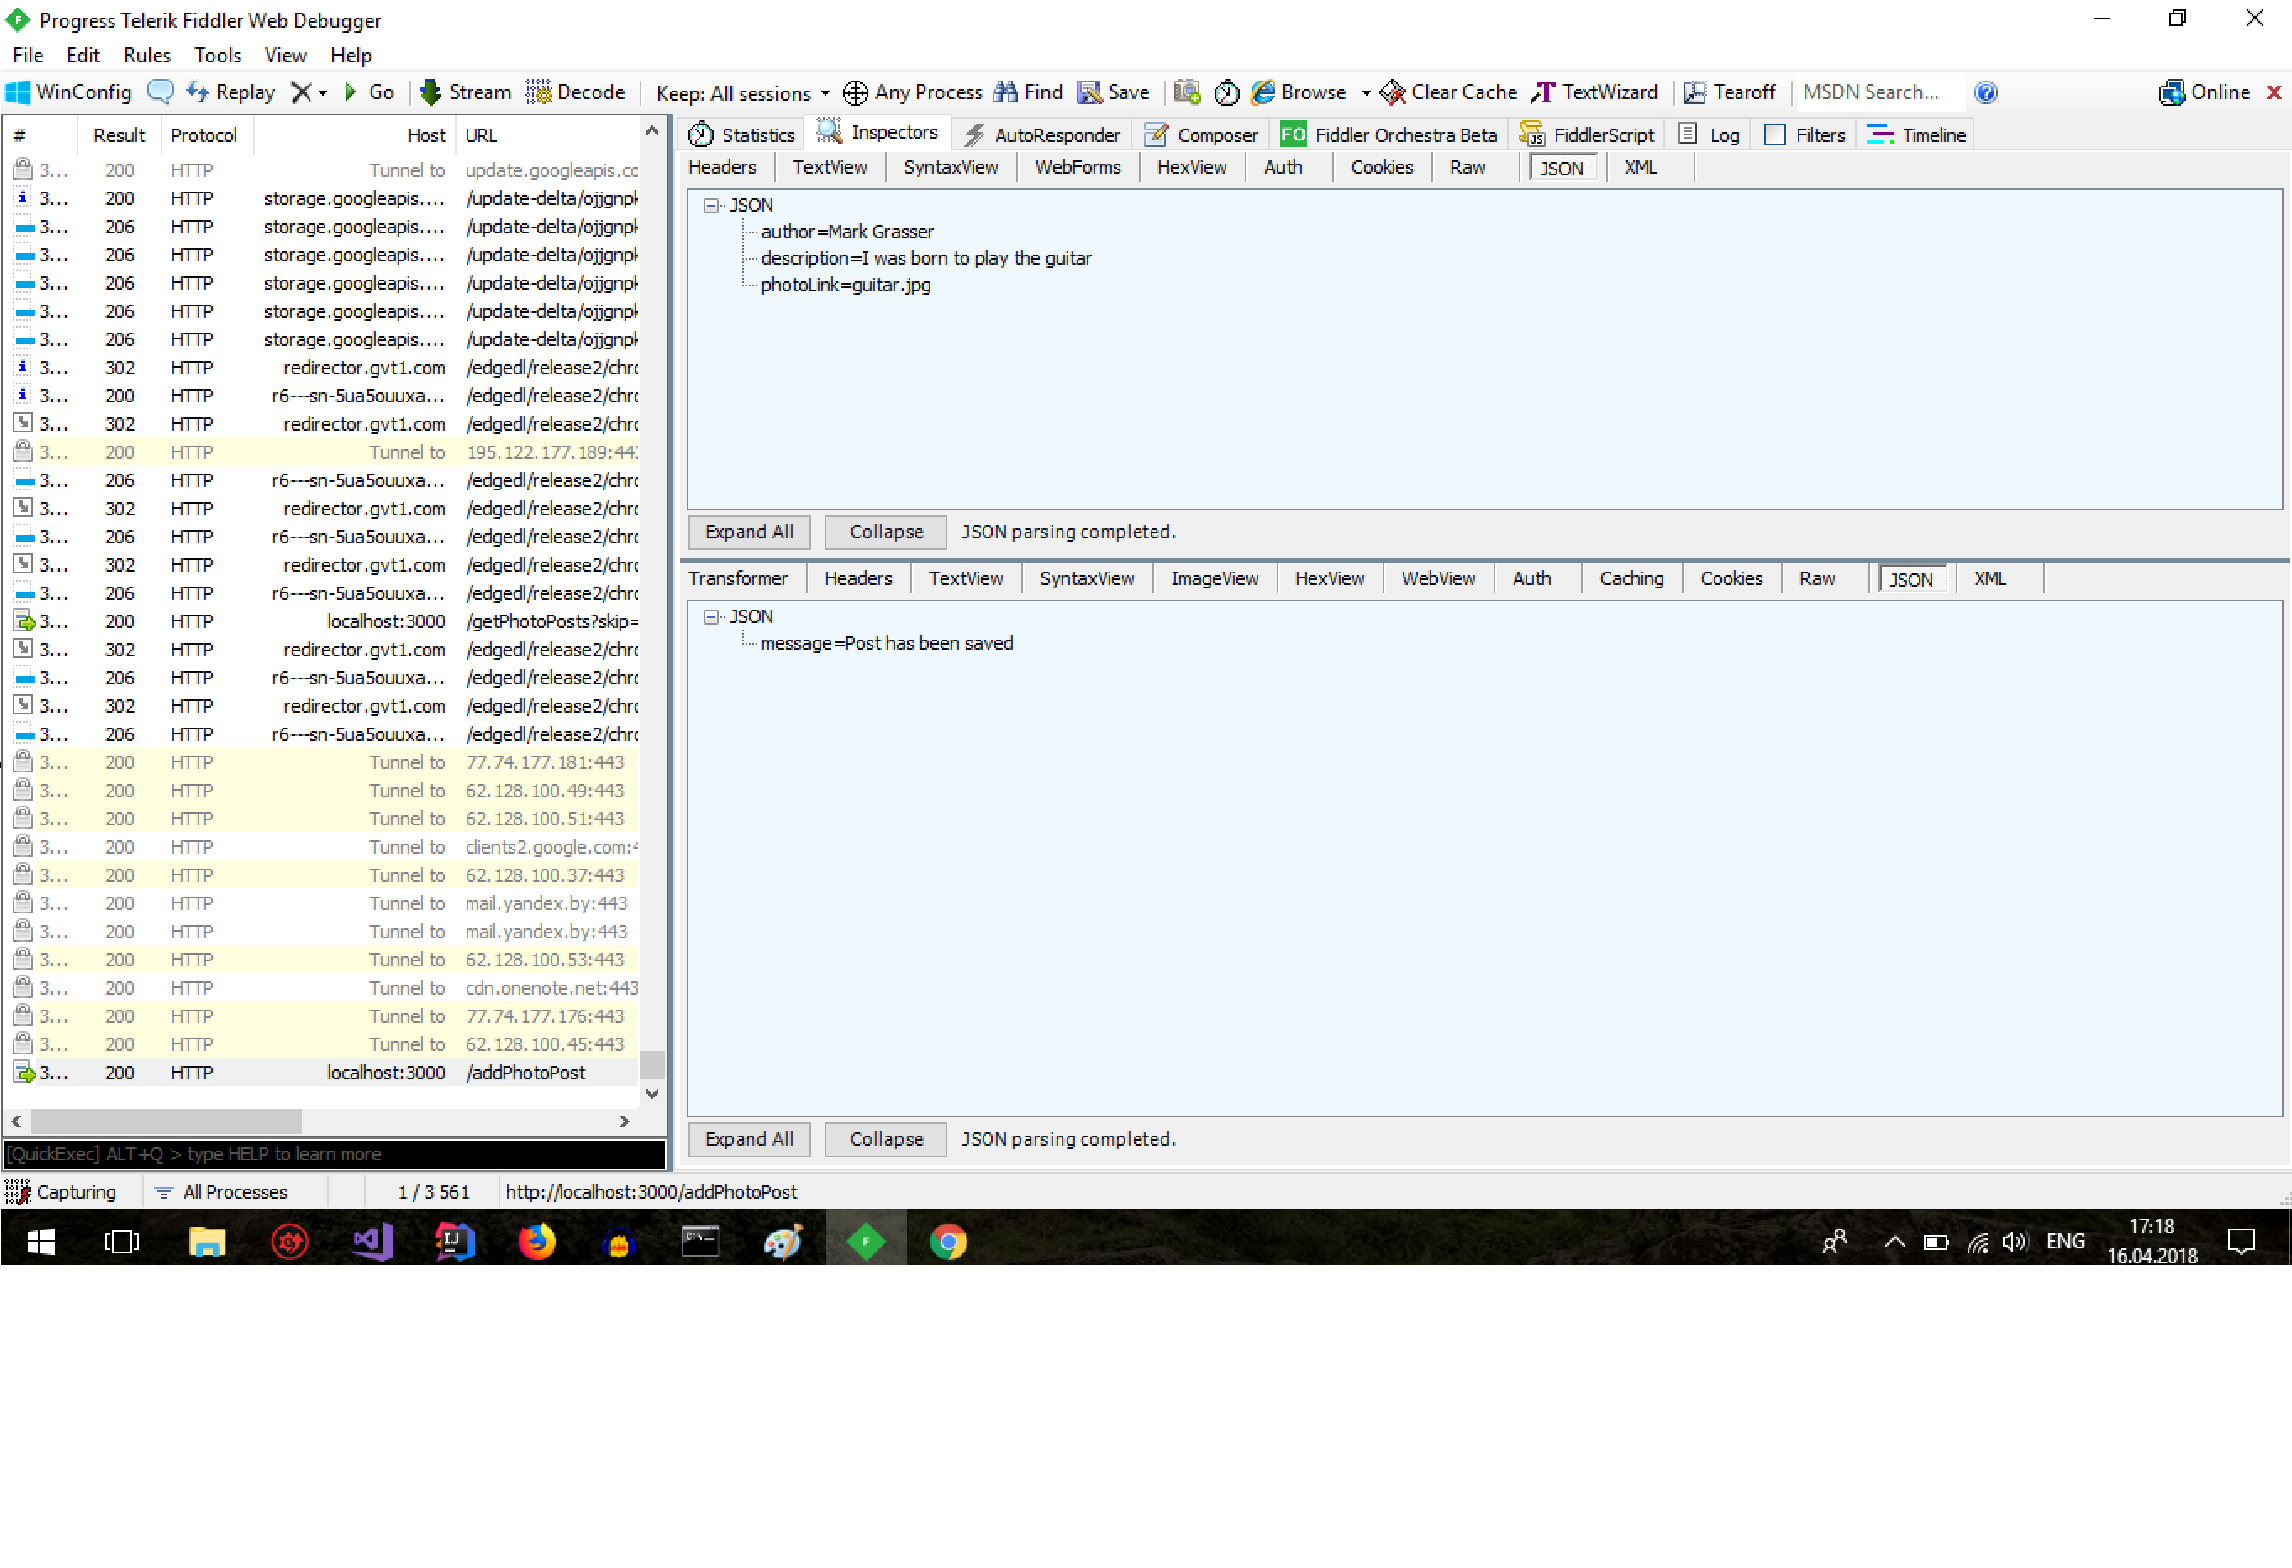 Progress Telerik Fiddler Web Debugger
File Edit Rules Tools View Help
WinConfig Replay Go Stream Decode Keep: All sessions Any Process Find Save Browse Clear Cache TextWizard Tearoff MSDN Search... Online
# Result Protocol Host URL
3... 200 HTTP Tunnel to update.googleapis.co
3... 200 HTTP storage.googleapis.... /update-delta/ojjgnpk
3... 206 HTTP storage.googleapis.... /update-delta/ojjgnpk
3... 206 HTTP storage.googleapis.... /update-delta/ojjgnpk
3... 206 HTTP storage.googleapis.... /update-delta/ojjgnpk
3... 206 HTTP storage.googleapis.... /update-delta/ojjgnpk
3... 206 HTTP storage.googleapis.... /update-delta/ojjgnpk
3... 302 HTTP redirector.gvt1.com /edgedl/release2/chro
3... 200 HTTP r6---sn-5ua5ouuxa... /edgedl/release2/chro
3... 302 HTTP redirector.gvt1.com /edgedl/release2/chro
3... 200 HTTP Tunnel to 195.122.177.189:443
3... 206 HTTP r6---sn-5ua5ouuxa... /edgedl/release2/chro
3... 302 HTTP redirector.gvt1.com /edgedl/release2/chro
3... 206 HTTP r6---sn-5ua5ouuxa... /edgedl/release2/chro
3... 302 HTTP redirector.gvt1.com /edgedl/release2/chro
3... 206 HTTP r6---sn-5ua5ouuxa... /edgedl/release2/chro
3... 200 HTTP localhost:3000 /getPhotoPosts?skip=
3... 302 HTTP redirector.gvt1.com /edgedl/release2/chro
3... 206 HTTP r6---sn-5ua5ouuxa... /edgedl/release2/chro
3... 302 HTTP redirector.gvt1.com /edgedl/release2/chro
3... 206 HTTP r6---sn-5ua5ouuxa... /edgedl/release2/chro
3... 200 HTTP Tunnel to 77.74.177.181:443
3... 200 HTTP Tunnel to 62.128.100.49:443
3... 200 HTTP Tunnel to 62.128.100.51:443
3... 200 HTTP Tunnel to clients2.google.com:4
3... 200 HTTP Tunnel to 62.128.100.37:443
3... 200 HTTP Tunnel to mail.yandex.by:443
3... 200 HTTP Tunnel to mail.yandex.by:443
3... 200 HTTP Tunnel to 62.128.100.53:443
3... 200 HTTP Tunnel to cdn.onenote.net:443
3... 200 HTTP Tunnel to 77.74.177.176:443
3... 200 HTTP Tunnel to 62.128.100.45:443
3... 200 HTTP localhost:3000 /addPhotoPost
[QuickExec] ALT+Q > type HELP to learn more
Statistics Inspectors AutoResponder Composer FO Fiddler Orchestra Beta FiddlerScript Log Filters Timeline
Headers TextView SyntaxView WebForms HexView Auth Cookies Raw JSON XML
JSON
author=Mark Grasser
description=I was born to play the guitar
photoLink=guitar.jpg
Expand All Collapse JSON parsing completed.
Transformer Headers TextView SyntaxView ImageView HexView WebView Auth Caching Cookies Raw JSON XML
JSON
message=Post has been saved
Expand All Collapse JSON parsing completed.
Capturing All Processes 1 / 3 561 http://localhost:3000/addPhotoPost
ENG
17:18
16.04.2018